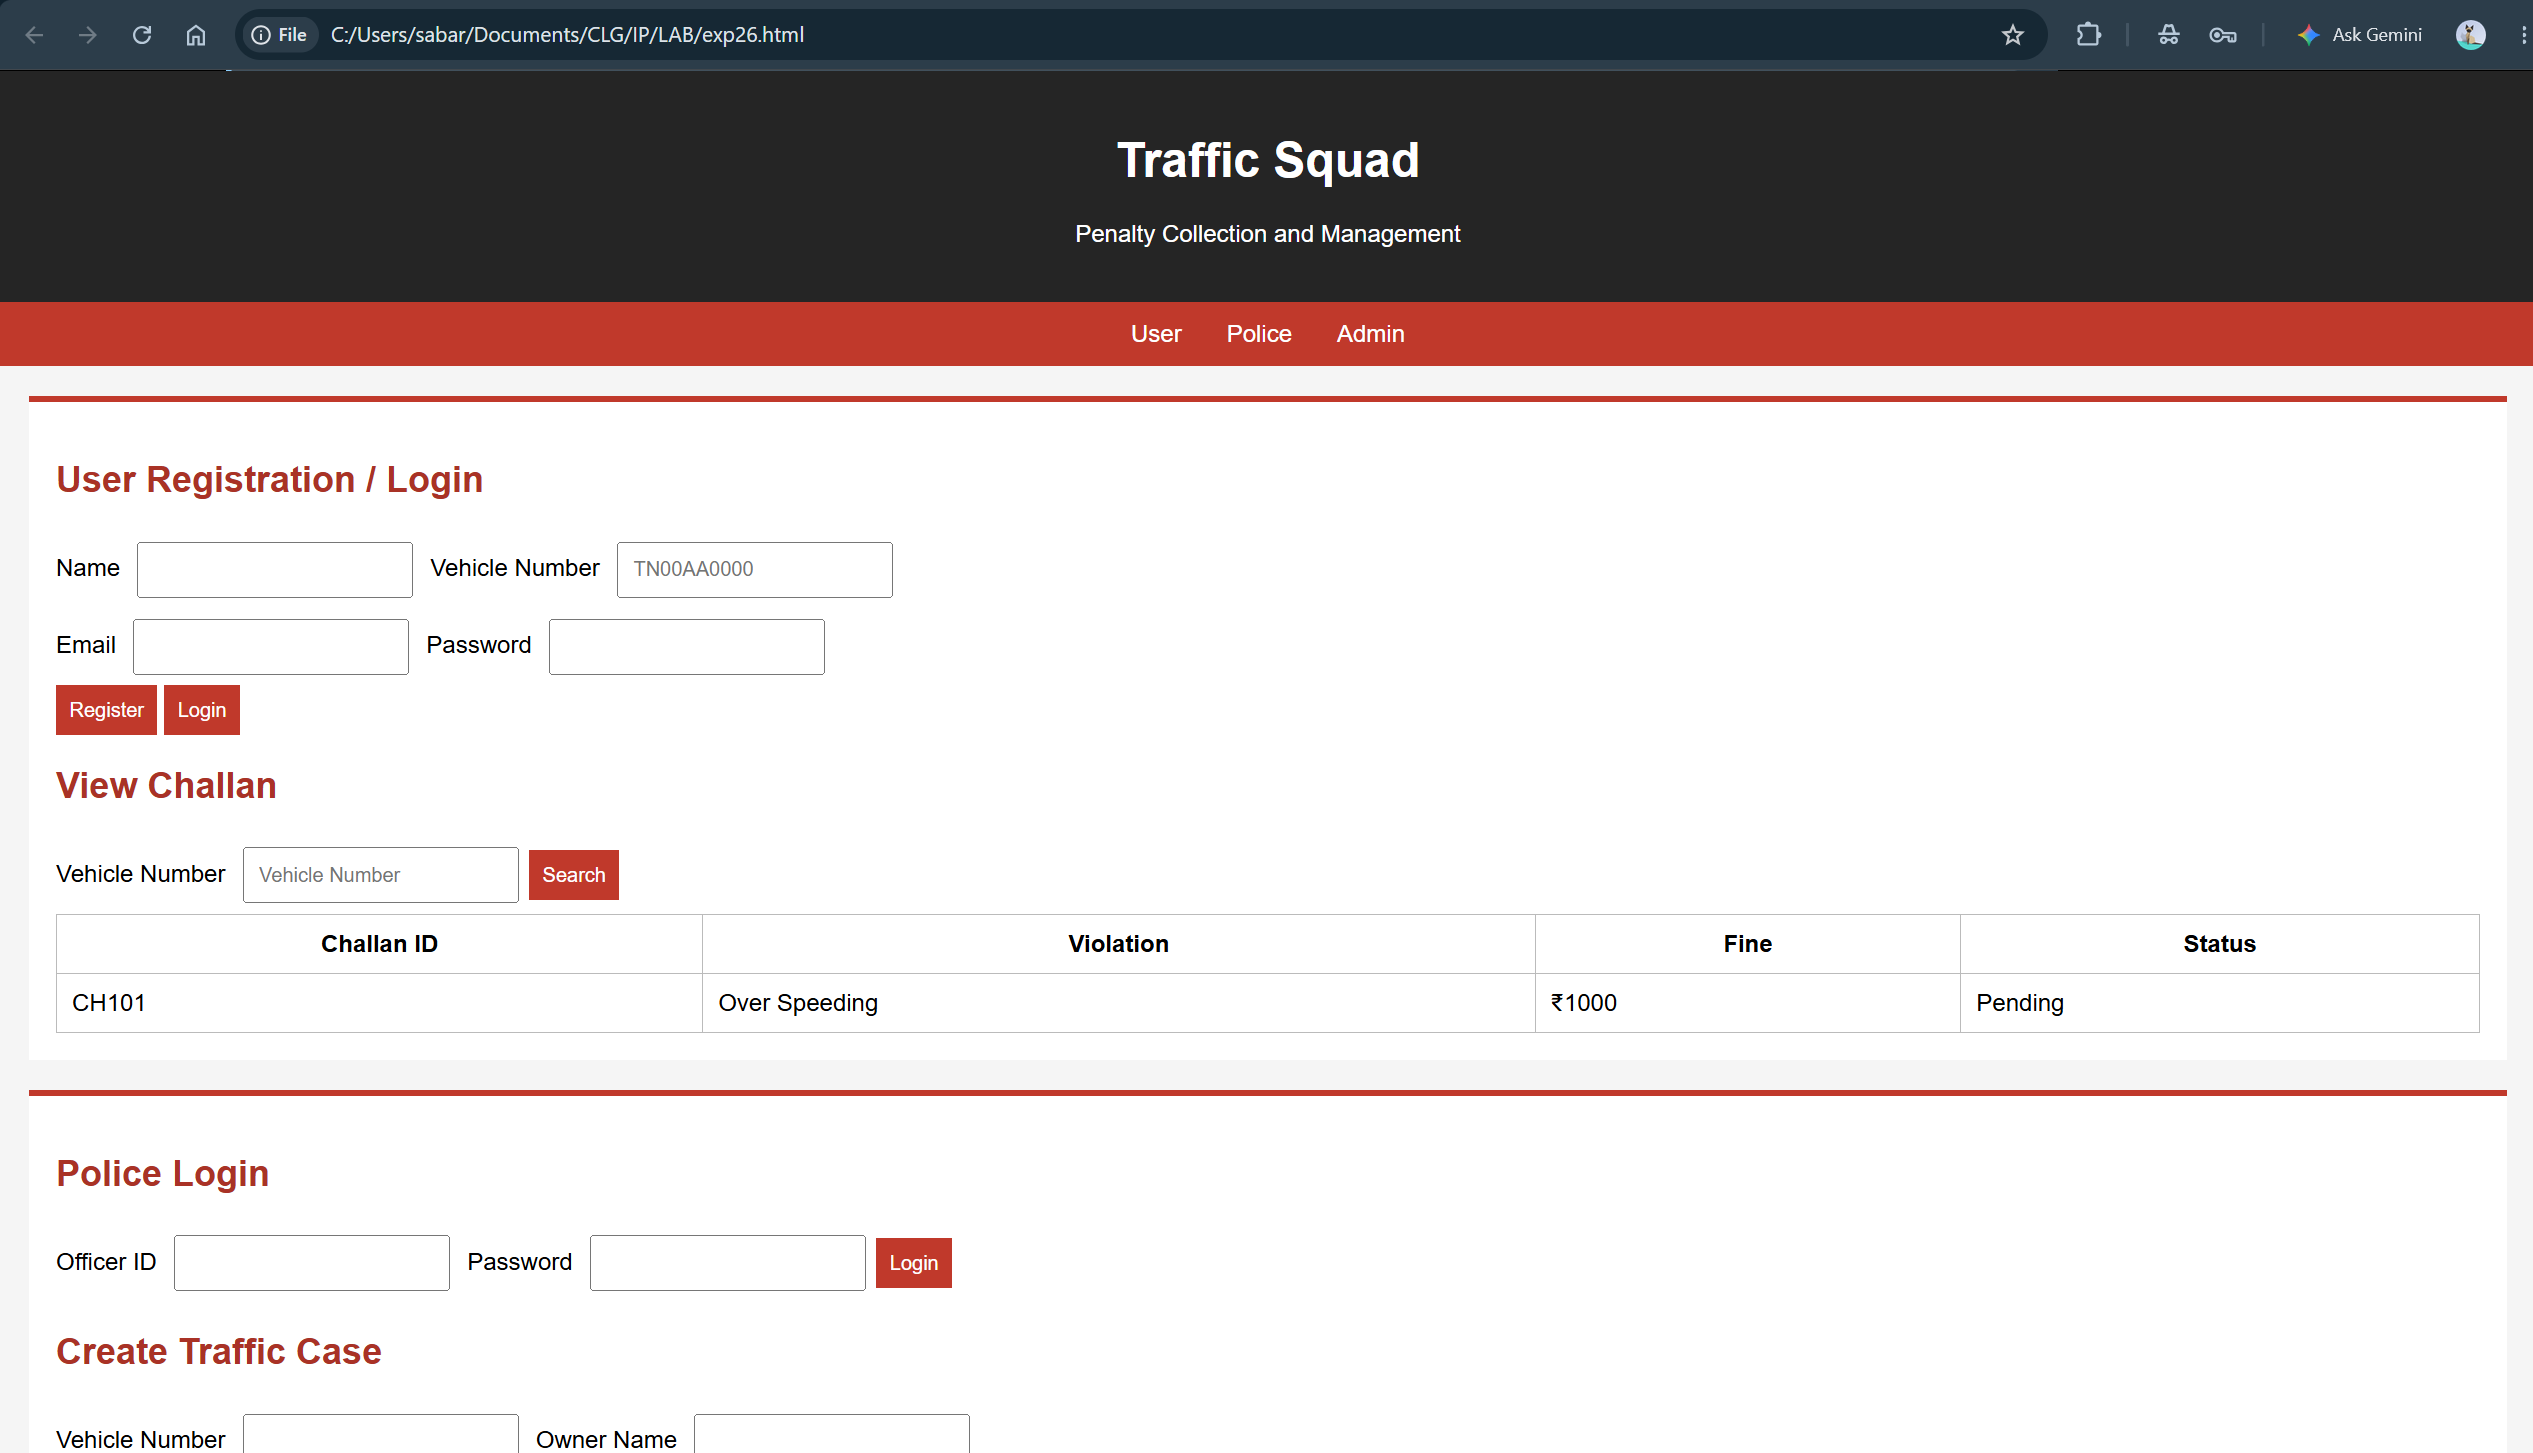 File C:/Users/sabar/Documents/CLG/IP/LAB/exp26.html Ask Gemini
Traffic Squad
Penalty Collection and Management
User Police Admin
User Registration / Login
Name Vehicle Number TN00AA0000
Email Password
Register Login
View Challan
Vehicle Number Vehicle Number Search
Challan ID Violation Fine Status
CH101 Over Speeding ₹1000 Pending
Police Login
Officer ID Password Login
Create Traffic Case
Vehicle Number Owner Name